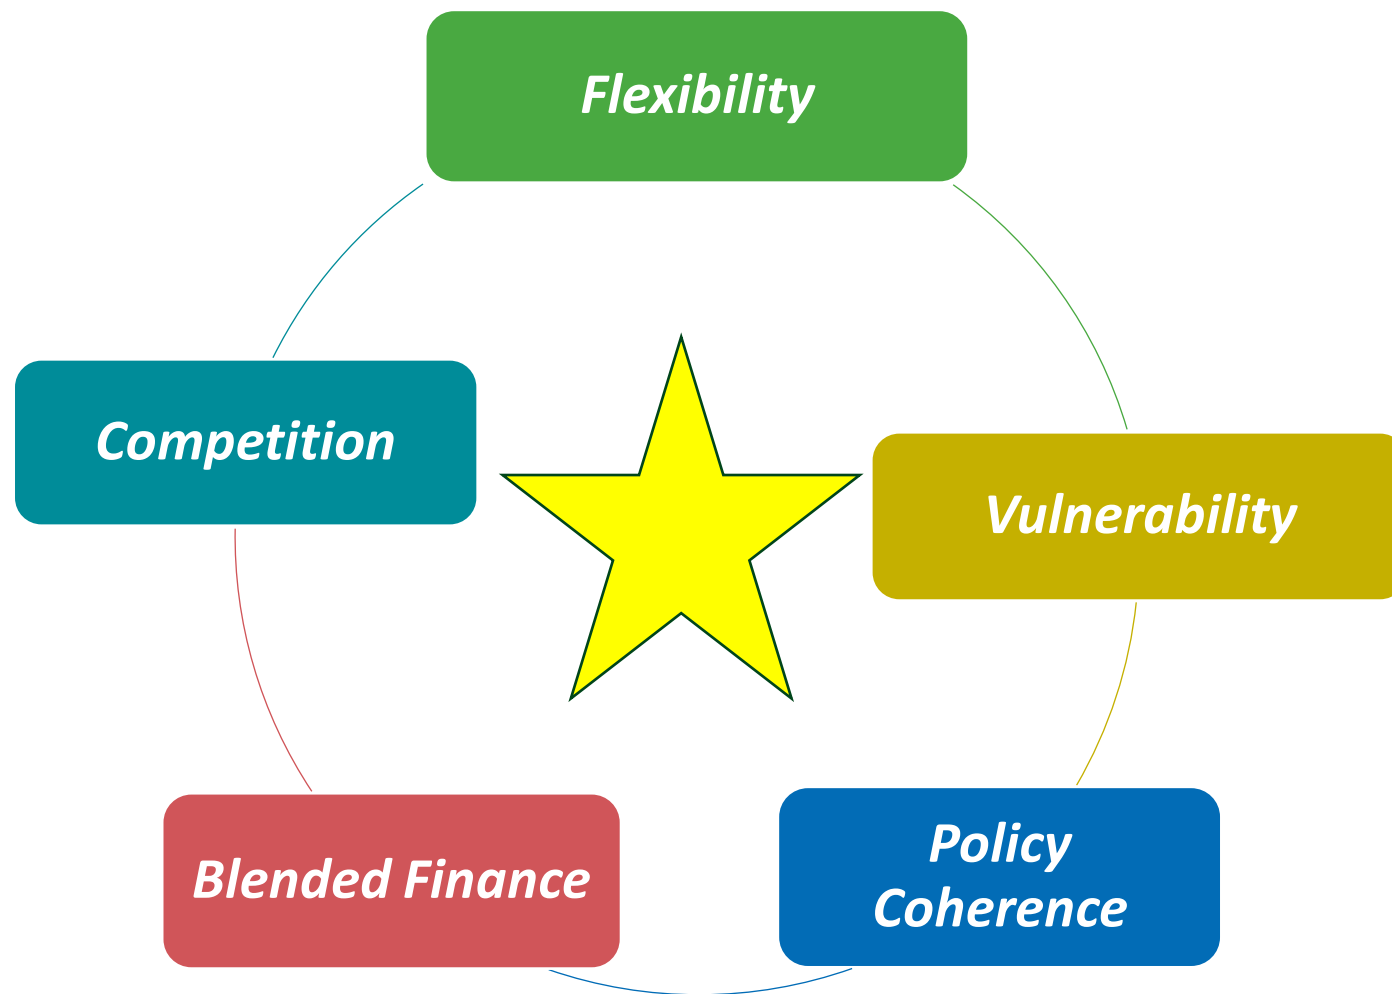 Flexibility
Competition
Vulnerability
Blended Finance
Policy
Coherence